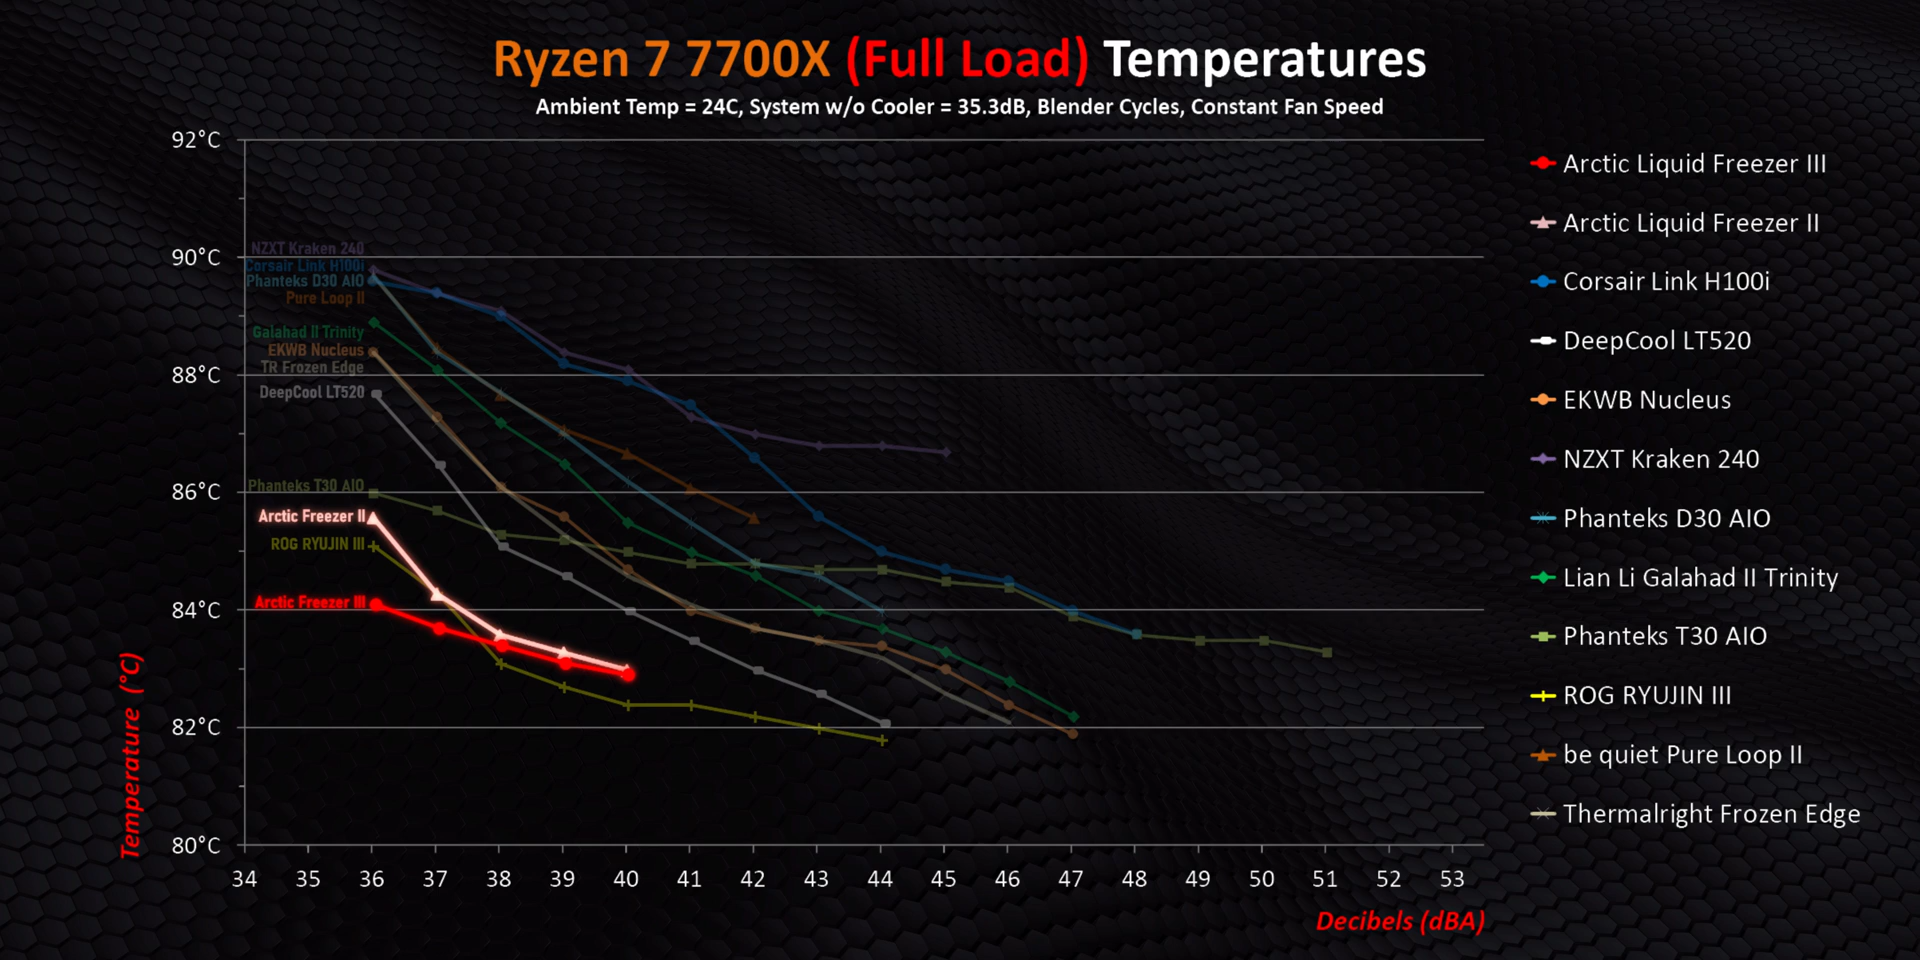 Ryzen 7 7700X (Full Load) Temperatures
Ambient Temp = 24C, System w/o Cooler = 35.3dB, Blender Cycles, Constant Fan Speed
92°C
90°C
88°C
86°C
84°C
82°C
80°C
Temperature (°C)
NZXT Kraken 240
Corsair Link H100i
Phanteks D30 AIO
Pure Loop II
Galahad II Trinity
EKWB Nucleus
TR Frozen Edge
DeepCool LT520
Phanteks T30 AIO
Arctic Freezer II
ROG RYUJIN III
Arctic Freezer III
34 35 36 37 38 39 40 41 42 43 44 45 46 47 48 49 50 51 52 53
Decibels (dBA)
Arctic Liquid Freezer III
Arctic Liquid Freezer II
Corsair Link H100i
DeepCool LT520
EKWB Nucleus
NZXT Kraken 240
Phanteks D30 AIO
Lian Li Galahad II Trinity
Phanteks T30 AIO
ROG RYUJIN III
be quiet Pure Loop II
Thermalright Frozen Edge